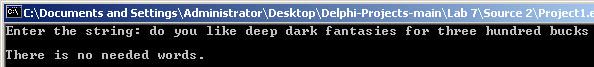 C:\Documents and Settings\Administrator\Desktop\Delphi-Projects-main\Lab 7\Source 2\Project1.e
Enter the string: do you like deep dark fantasies for three hundred bucks
There is no needed words.